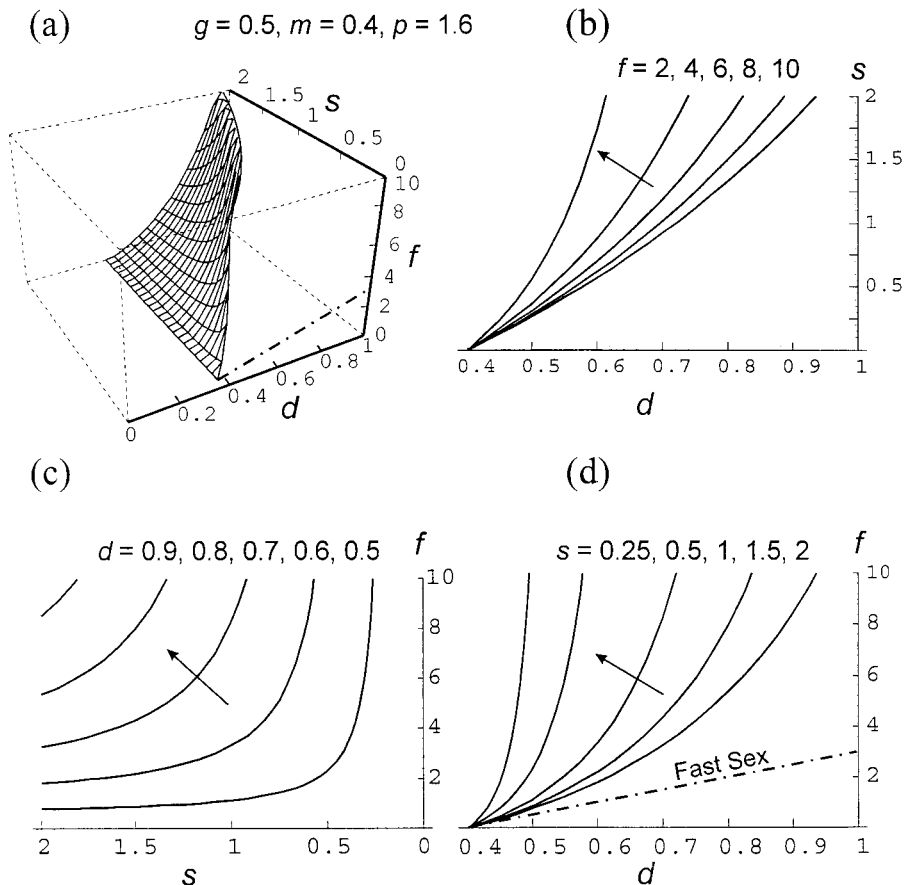 (a)
g = 0.5, m = 0.4, p = 1.6
2
1.5
s
1
0.5
0
10
8
6
f
4
2
0
1
0.8
0.6
d
0.4
0.2
0
(b)
f = 2, 4, 6, 8, 10
s
2
1.5
1
0.5
0.4 0.5 0.6 0.7 0.8 0.9 1
d
(c)
d = 0.9, 0.8, 0.7, 0.6, 0.5
f
10
8
6
4
2
2 1.5 1 0.5 0
s
(d)
s = 0.25, 0.5, 1, 1.5, 2
f
10
8
6
4
2
Fast Sex
0.4 0.5 0.6 0.7 0.8 0.9 1
d